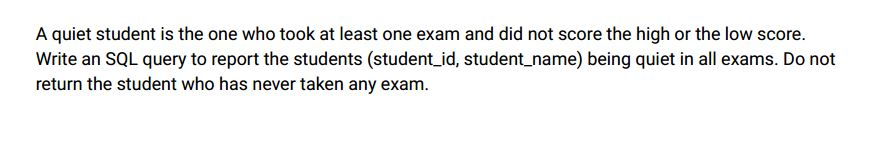 A quiet student is the one who took at least one exam and did not score the high or the low score.
Write an SQL query to report the students (student_id, student_name) being quiet in all exams. Do not
return the student who has never taken any exam.